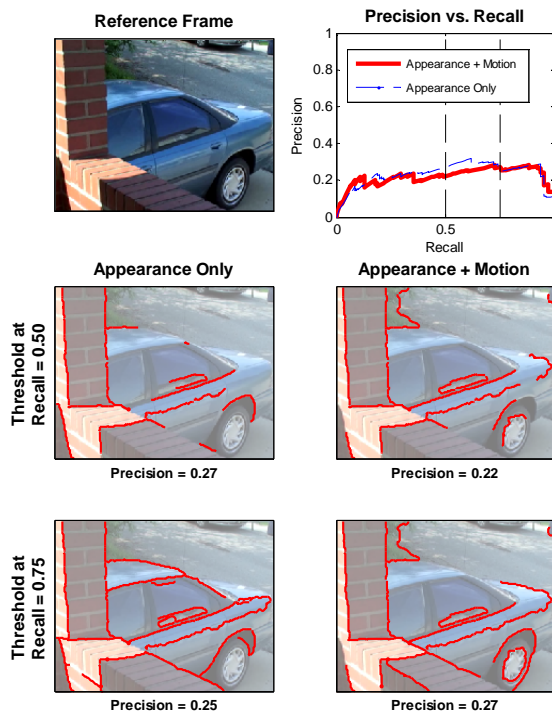 Reference Frame
Precision vs. Recall
1
0.8
0.6
0.4
0.2
0
Precision
Appearance + Motion
Appearance Only
0
0.5
Recall
Appearance Only
Appearance + Motion
Threshold at
Recall = 0.50
Precision = 0.27
Precision = 0.22
Threshold at
Recall = 0.75
Precision = 0.25
Precision = 0.27